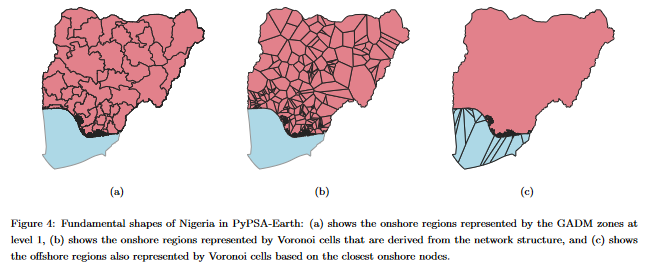 (a)
(b)
(c)
Figure 4: Fundamental shapes of Nigeria in PyPSA-Earth: (a) shows the onshore regions represented by the GADM zones at
level 1, (b) shows the onshore regions represented by Voronoi cells that are derived from the network structure, and (c) shows
the offshore regions also represented by Voronoi cells based on the closest onshore nodes.